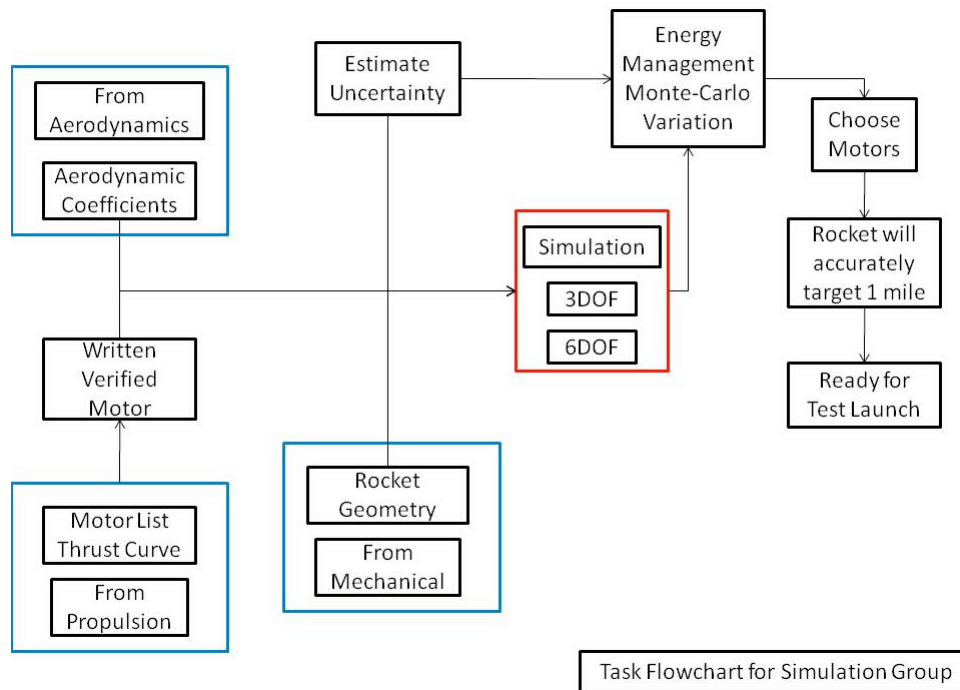 From
Aerodynamics
Aerodynamic
Coefficients
Written
Verified
Motor
Motor List
Thrust Curve
From
Propulsion
Estimate
Uncertainty
Rocket
Geometry
From
Mechanical
Simulation
3DOF
6DOF
Energy
Management
Monte-Carlo
Variation
Choose
Motors
Rocket will
accurately
target 1 mile
Ready for
Test Launch
Task Flowchart for Simulation Group